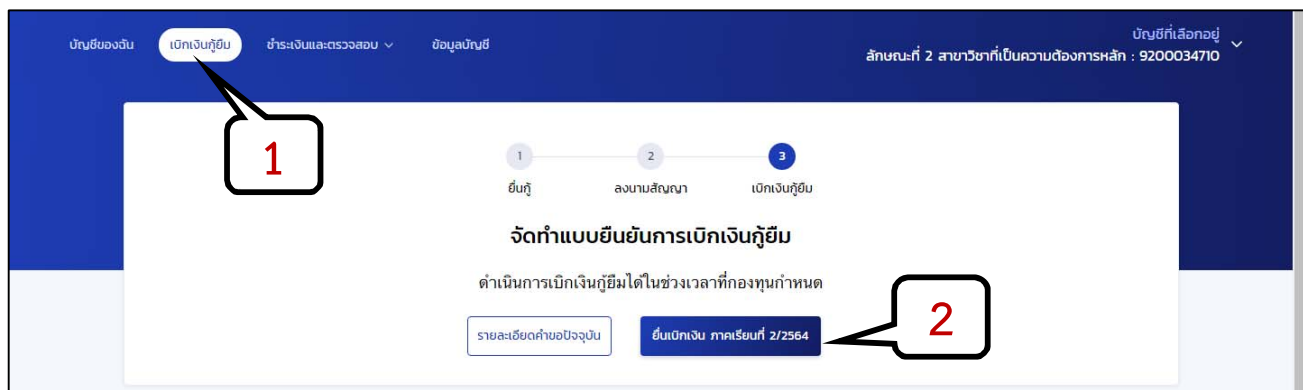 บัญชีของฉัน เบิกเงินกู้ยืม ชำระเงินและตรวจสอบ ข้อมูลบัญชี
บัญชีที่เลือกอยู่
ลักษณะที่ 2 สาขาวิชาที่เป็นความต้องการหลัก : 9200034710
1
1 2 3
ยื่นกู้ ลงนามสัญญา เบิกเงินกู้ยืม
จัดทำแบบยืนยันการเบิกเงินกู้ยืม
ดำเนินการเบิกเงินกู้ยืมได้ในช่วงเวลาที่กองทุนกำหนด
รายละเอียดคำขอปัจจุบัน ยื่นเบิกเงิน ภาคเรียนที่ 2/2564
2